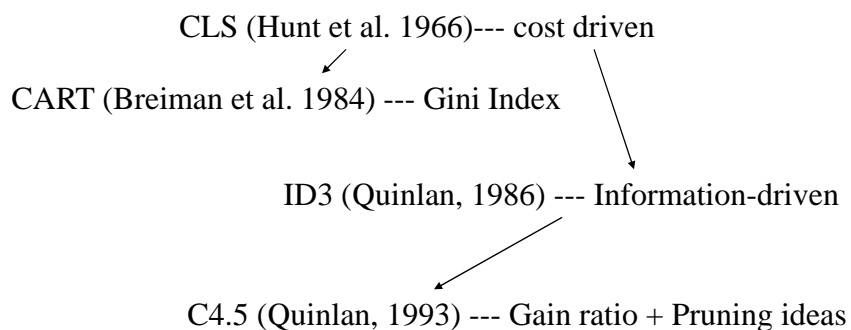 CLS (Hunt et al. 1966)--- cost driven
CART (Breiman et al. 1984) --- Gini Index
ID3 (Quinlan, 1986) --- Information-driven
C4.5 (Quinlan, 1993) --- Gain ratio + Pruning ideas